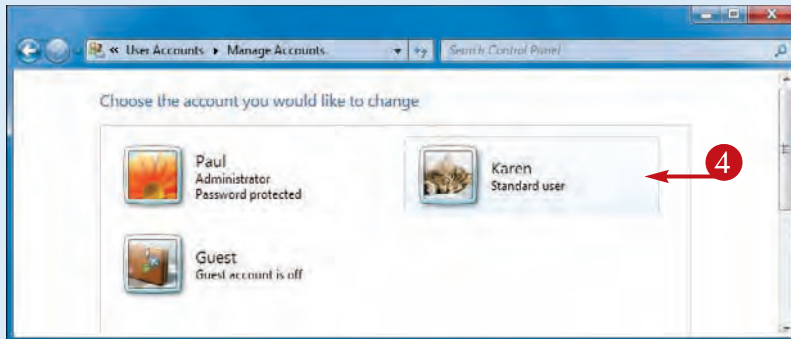 « User Accounts ▸ Manage Accounts
Search Control Panel
Choose the account you would like to change
Paul
Administrator
Password protected
Karen
Standard user
4
Guest
Guest account is off